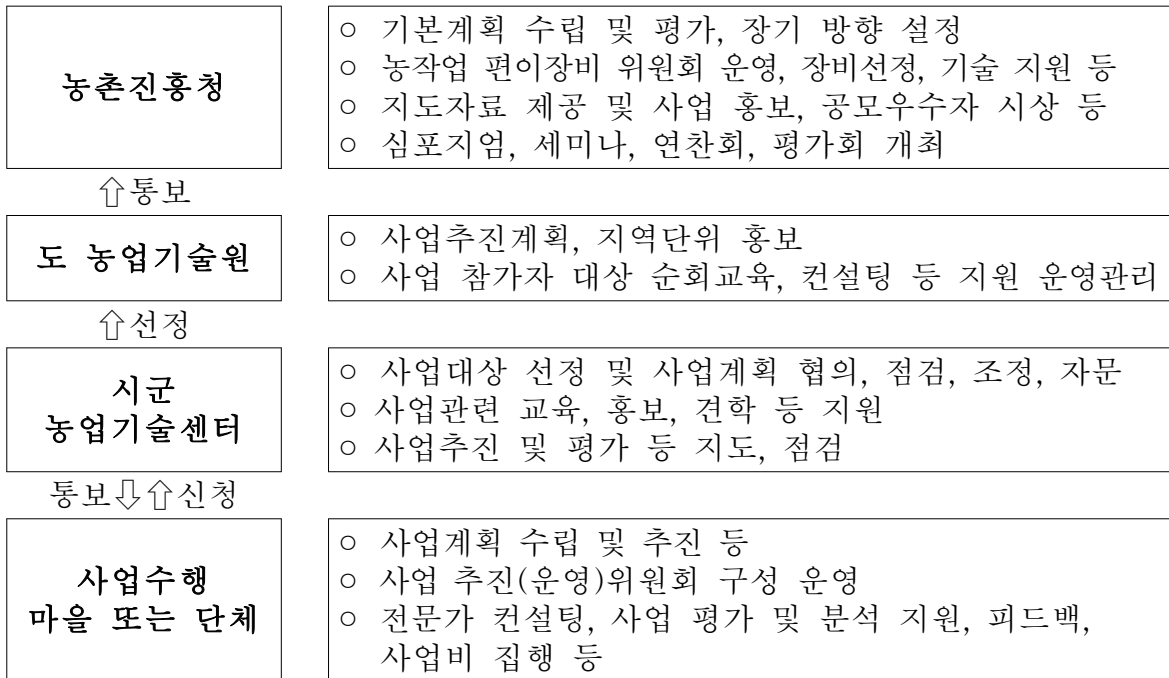 농촌진흥청
○ 기본계획 수립 및 평가, 장기 방향 설정
○ 농작업 편이장비 위원회 운영, 장비선정, 기술 지원 등
○ 지도자료 제공 및 사업 홍보, 공모우수자 시상 등
○ 심포지엄, 세미나, 연찬회, 평가회 개최
⇧통보
도 농업기술원
○ 사업추진계획, 지역단위 홍보
○ 사업 참가자 대상 순회교육, 컨설팅 등 지원 운영관리
⇧선정
시군
농업기술센터
○ 사업대상 선정 및 사업계획 협의, 점검, 조정, 자문
○ 사업관련 교육, 홍보, 견학 등 지원
○ 사업추진 및 평가 등 지도, 점검
통보⇩⇧신청
사업수행
마을 또는 단체
○ 사업계획 수립 및 추진 등
○ 사업 추진(운영)위원회 구성 운영
○ 전문가 컨설팅, 사업 평가 및 분석 지원, 피드백,
사업비 집행 등